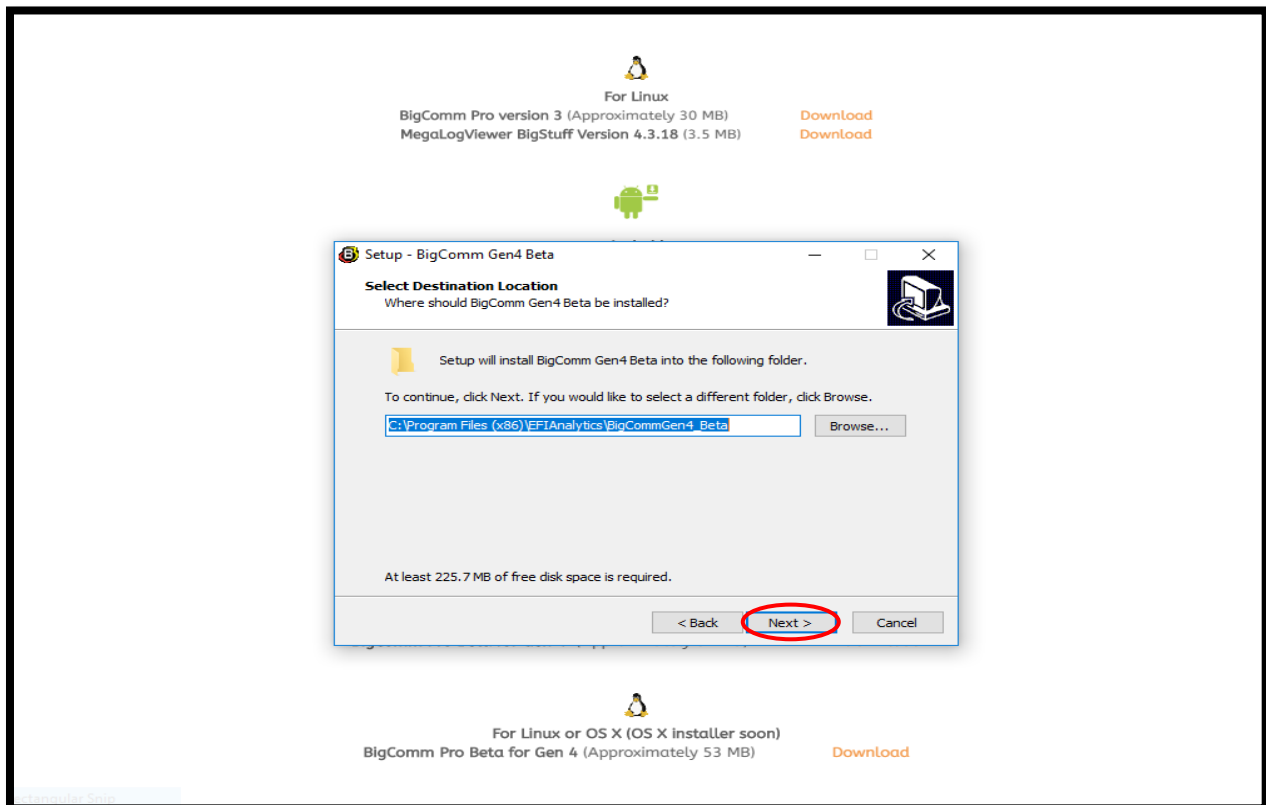 For Linux
BigComm Pro version 3 (Approximately 30 MB) Download
MegaLogViewer BigStuff Version 4.3.18 (3.5 MB) Download
Setup - BigComm Gen4 Beta
Select Destination Location
Where should BigComm Gen4 Beta be installed?
Setup will install BigComm Gen4 Beta into the following folder.
To continue, click Next. If you would like to select a different folder, click Browse.
C:\Program Files (x86)\EFIAnalytics\BigCommGen4_Beta Browse...
At least 225.7 MB of free disk space is required.
< Back Next > Cancel
For Linux or OS X (OS X installer soon)
BigComm Pro Beta for Gen 4 (Approximately 53 MB) Download
ectangular Snip